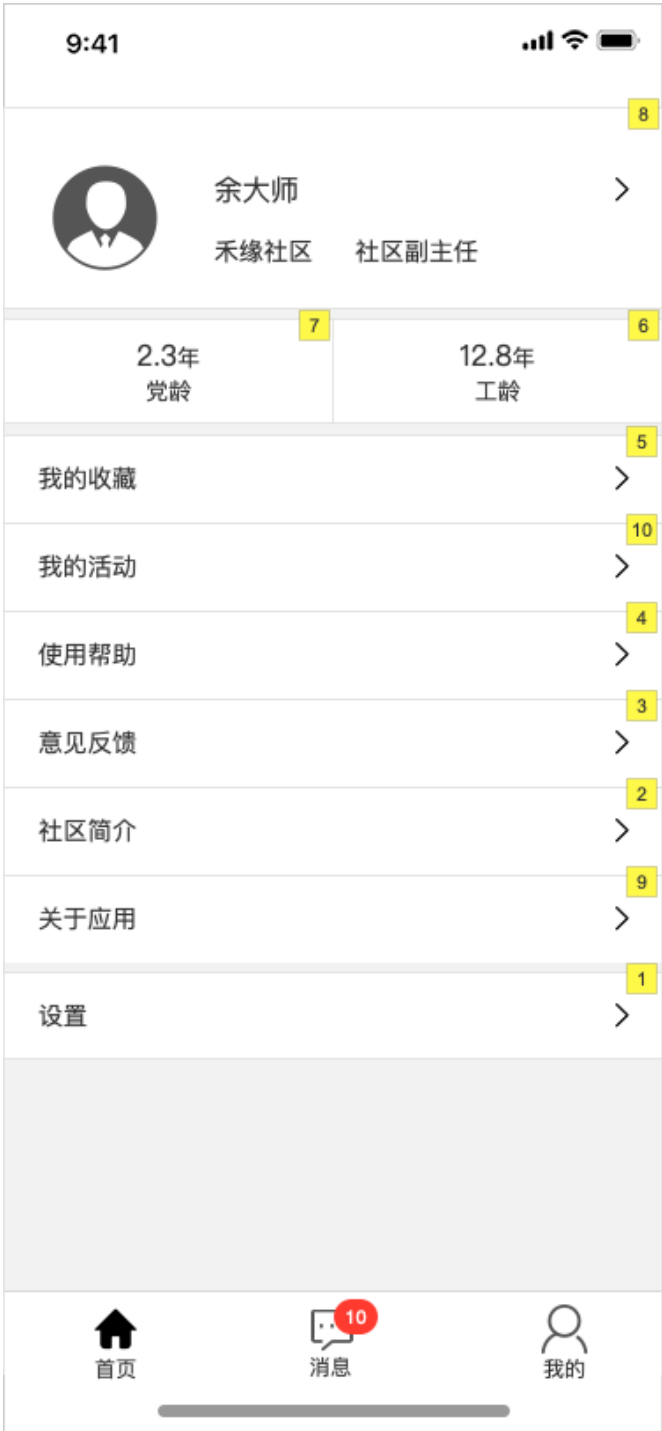 9:41
8
余大师
禾缘社区 社区副主任
7
6
2.3年
12.8年
党龄
工龄
5
我的收藏
10
我的活动
4
使用帮助
3
意见反馈
2
社区简介
9
关于应用
1
设置
10
首页
消息
我的